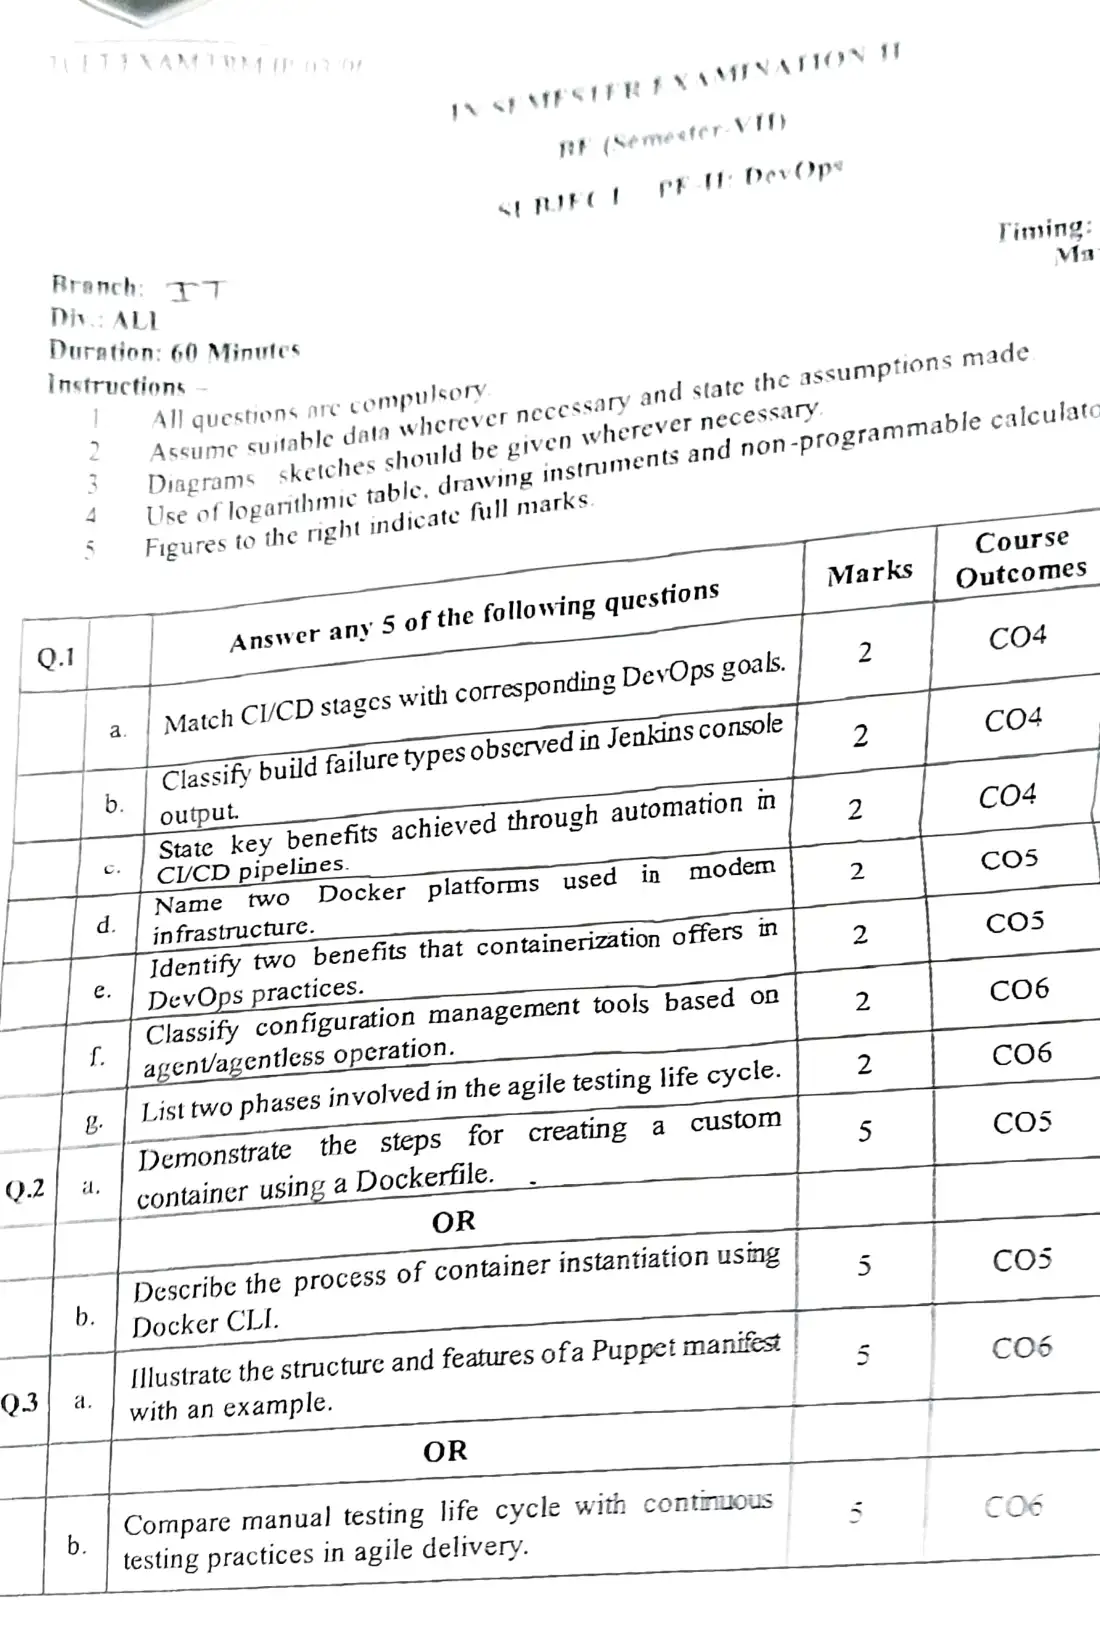 IN SEMESTER EXAMINATION II
BE (Semester-VII)
SUBJECT PE-II: DevOps
Timing:
Ma
Branch: IT
Div.: ALL
Duration: 60 Minutes
Instructions –
1 All questions are compulsory.
2 Assume suitable data wherever necessary and state the assumptions made
3 Diagrams sketches should be given wherever necessary.
4 Use of logarithmic table, drawing instruments and non-programmable calculato
5 Figures to the right indicate full marks.
Q.1 Answer any 5 of the following questions Marks Course Outcomes
a. Match CI/CD stages with corresponding DevOps goals. 2 CO4
b. Classify build failure types observed in Jenkins console 2 CO4
output.
c. State key benefits achieved through automation in 2 CO4
CI/CD pipelines.
d. Name two Docker platforms used in modern 2 CO5
infrastructure.
e. Identify two benefits that containerization offers in 2 CO5
DevOps practices.
f. Classify configuration management tools based on 2 CO6
agent/agentless operation.
g. List two phases involved in the agile testing life cycle. 2 CO6
Q.2 a. Demonstrate the steps for creating a custom 5 CO5
container using a Dockerfile.
OR
b. Describe the process of container instantiation using 5 CO5
Docker CLI.
Q.3 a. Illustrate the structure and features of a Puppet manifest 5 CO6
with an example.
OR
b. Compare manual testing life cycle with continuous 5 CO6
testing practices in agile delivery.